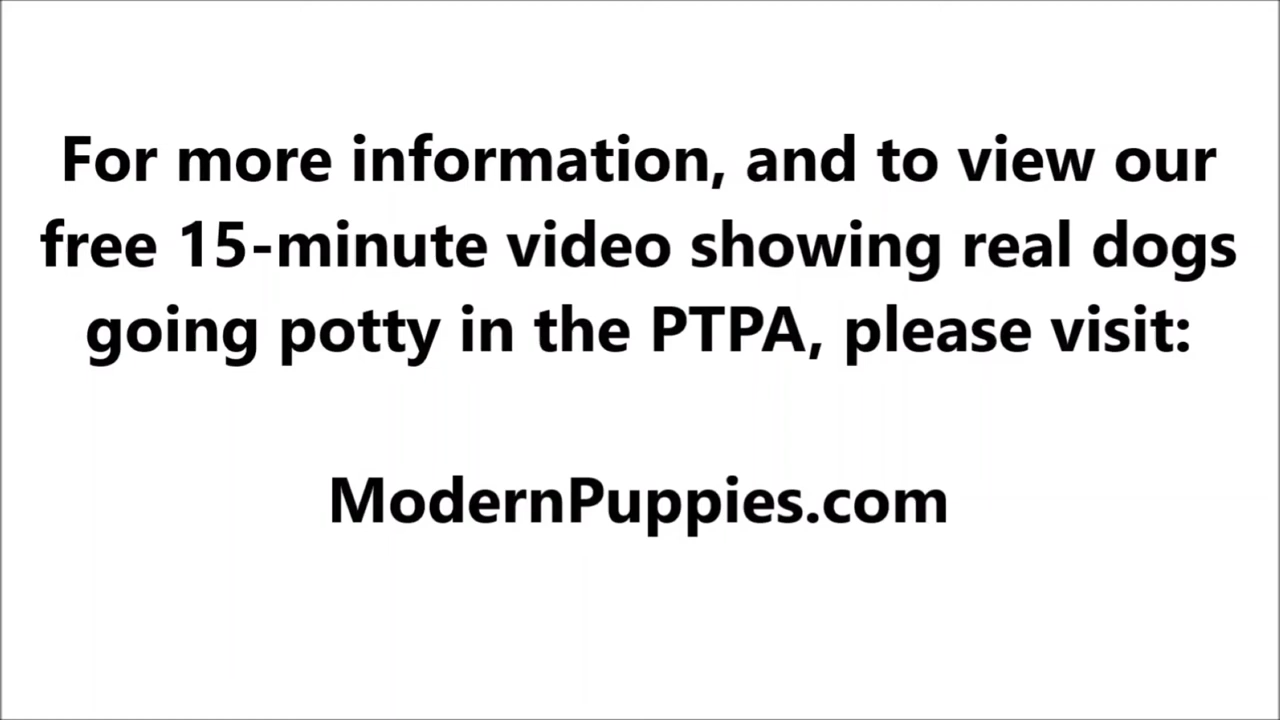 For more information, and to view our
free 15-minute video showing real dogs
going potty in the PTPA, please visit:
ModernPuppies.com